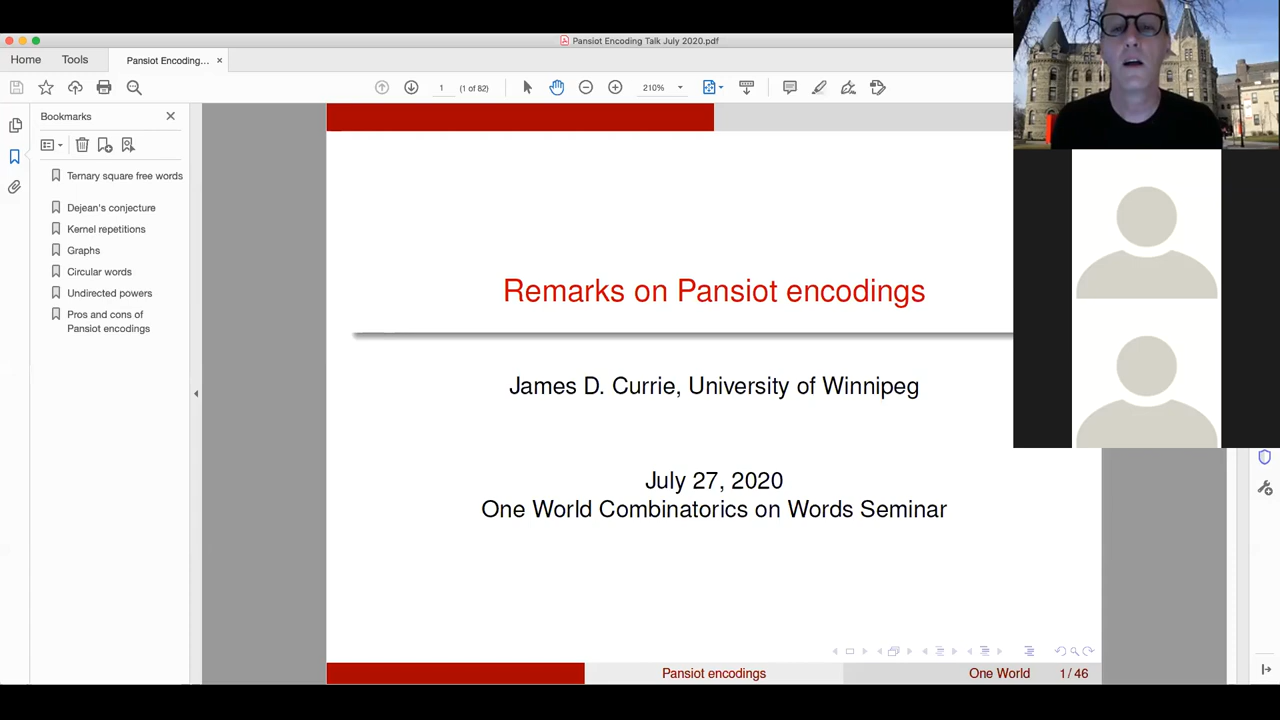 Pansiot Encoding Talk July 2020.pdf
Home
Tools
Pansiot Encoding...
1
(1 of 82)
210%
Bookmarks
Ternary square free words
Dejean's conjecture
Kernel repetitions
Graphs
Circular words
Undirected powers
Pros and cons of
Pansiot encodings
Remarks on Pansiot encodings
James D. Currie, University of Winnipeg
July 27, 2020
One World Combinatorics on Words Seminar
Pansiot encodings
One World
1 / 46